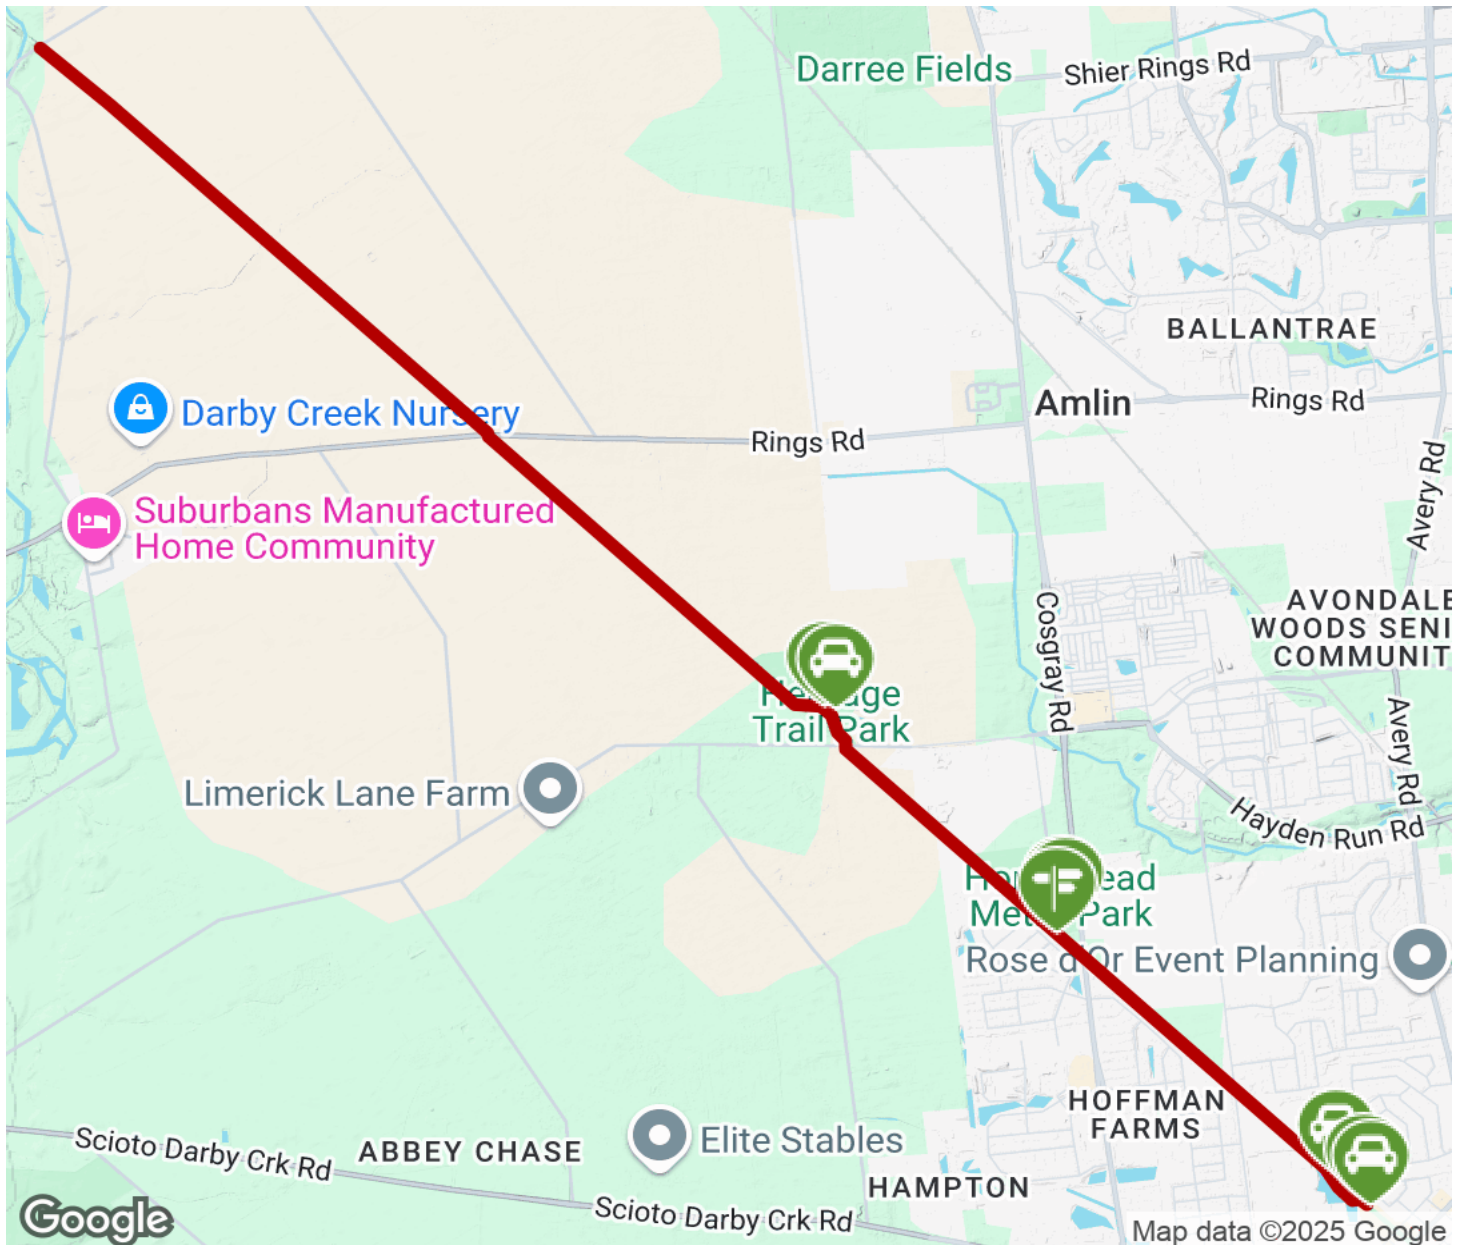 Darree Fields
Shier Rings Rd
BALLANTRAE
Amlin
Rings Rd
Darby Creek Nursery
Rings Rd
Avery Rd
Suburbans Manufactured
Home Community
Cosgray Rd
AVONDALE
WOODS SENI
COMMUNIT
Trail Park
Avery Rd
Limerick Lane Farm
Hayden Run Rd
Park
Rose d'Or Event Planning
HOFFMAN
FARMS
Scioto Darby Crk Rd
ABBEY CHASE
Elite Stables
HAMPTON
Scioto Darby Crk Rd
Google
Map data ©2025 Google